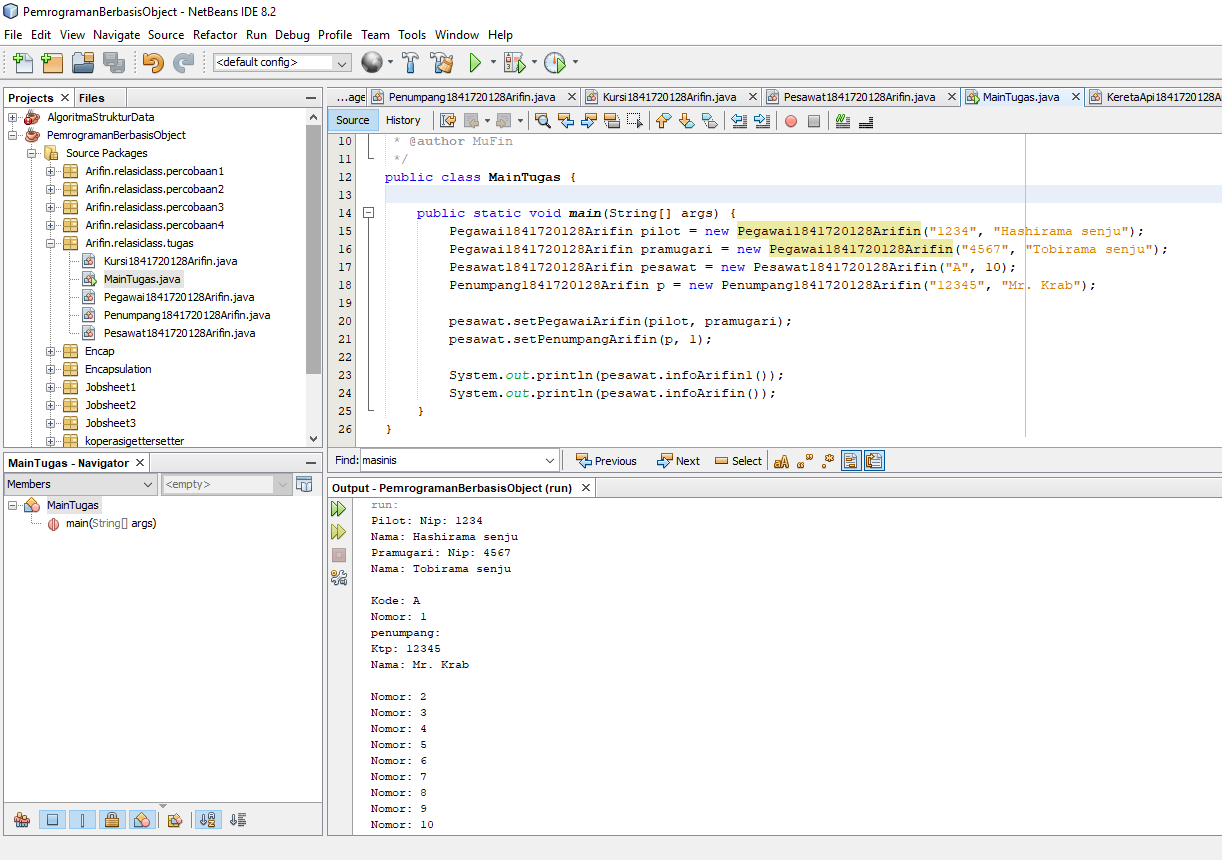 PemrogramanBerbasisObject - NetBeans IDE 8.2
File Edit View Navigate Source Refactor Run Debug Profile Team Tools Window Help
<default config>
Projects Files
AlgoritmaStrukturData
PemrogramanBerbasisObject
Source Packages
Arifin.relasiclass.percobaan1
Arifin.relasiclass.percobaan2
Arifin.relasiclass.percobaan3
Arifin.relasiclass.percobaan4
Arifin.relasiclass.tugas
Kursi1841720128Arifin.java
MainTugas.java
Pegawai1841720128Arifin.java
Penumpang1841720128Arifin.java
Pesawat1841720128Arifin.java
Encap
Encapsulation
Jobsheet1
Jobsheet2
Jobsheet3
koperasigettersetter
MainTugas - Navigator
Members <empty>
MainTugas
main(String[] args)
...age Penumpang1841720128Arifin.java Kursi1841720128Arifin.java Pesawat1841720128Arifin.java MainTugas.java KeretaApi1841720128A
Source History
10 * @author MuFin
11 */
12 public class MainTugas {
13
14 public static void main(String[] args) {
15 Pegawai1841720128Arifin pilot = new Pegawai1841720128Arifin("1234", "Hashirama senju");
16 Pegawai1841720128Arifin pramugari = new Pegawai1841720128Arifin("4567", "Tobirama senju");
17 Pesawat1841720128Arifin pesawat = new Pesawat1841720128Arifin("A", 10);
18 Penumpang1841720128Arifin p = new Penumpang1841720128Arifin("12345", "Mr. Krab");
19
20 pesawat.setPegawaiArifin(pilot, pramugari);
21 pesawat.setPenumpangArifin(p, 1);
22
23 System.out.println(pesawat.infoArifin1());
24 System.out.println(pesawat.infoArifin());
25 }
26 }
Find: masinis Previous Next Select
Output - PemrogramanBerbasisObject (run)
run:
Pilot: Nip: 1234
Nama: Hashirama senju
Pramugari: Nip: 4567
Nama: Tobirama senju
Kode: A
Nomor: 1
penumpang:
Ktp: 12345
Nama: Mr. Krab
Nomor: 2
Nomor: 3
Nomor: 4
Nomor: 5
Nomor: 6
Nomor: 7
Nomor: 8
Nomor: 9
Nomor: 10